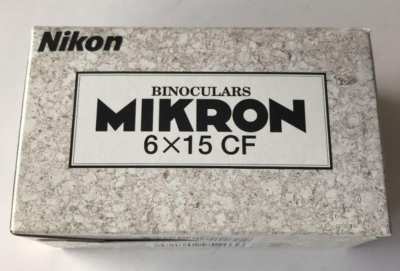 Nikon
BINOCULARS
MIKRON
6×15 CF